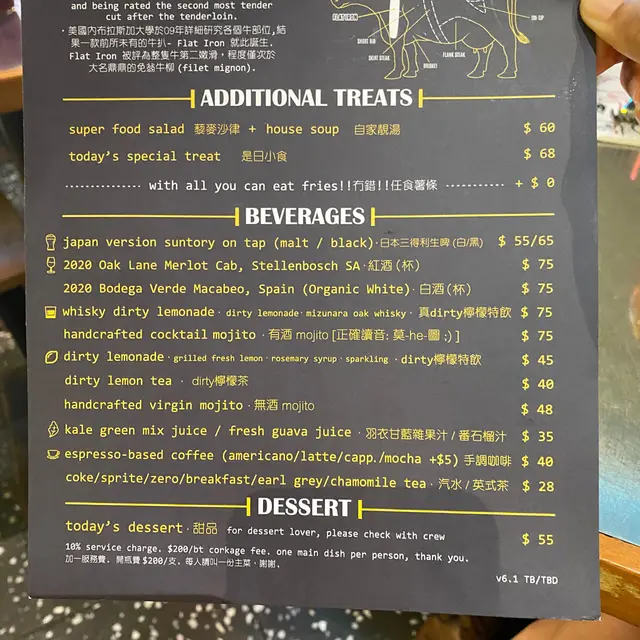 and being rated the second most tender
cut after the tenderloin.
· 美國內布拉斯加大學於09年詳細研究各個牛部位,結
果一款前所未有的牛扒- Flat Iron 就此誕生.
Flat Iron 被評為整隻牛第二嫩滑, 程度僅次於
大名鼎鼎的免翁牛柳 (filet mignon).
SHORT RIB
SKIRT STEAK
BRISKET
FLANK STEAK
ADDITIONAL TREATS
super food salad 藜麥沙律 + house soup 自家靚湯 $ 60
today's special treat 是日小食 $ 68
with all you can eat fries!!冇錯!!任食薯條 + $ 0
BEVERAGES
japan version suntory on tap (malt / black)·日本三得利生啤 (白/黑) $ 55/65
2020 Oak Lane Merlot Cab, Stellenbosch SA·紅酒 (杯) $ 75
2020 Bodega Verde Macabeo, Spain (Organic White)·白酒 (杯) $ 75
whisky dirty lemonade· dirty lemonade· mizunara oak whisky· 真dirty檸檬特飲 $ 75
handcrafted cocktail mojito·有酒 mojito [正確讀音: 莫-he-圖 ;) ] $ 75
dirty lemonade· grilled fresh lemon· rosemary syrup· sparkling ·dirty檸檬特飲 $ 45
dirty lemon tea · dirty檸檬茶 $ 40
handcrafted virgin mojito·無酒 mojito $ 48
kale green mix juice / fresh guava juice·羽衣甘藍雜果汁 / 番石榴汁 $ 35
espresso-based coffee (americano/latte/capp./mocha +$5) 手調咖啡 $ 40
coke/sprite/zero/breakfast/earl grey/chamomile tea·汽水 / 英式茶 $ 28
DESSERT
today's dessert·甜品 for dessert lover, please check with crew $ 55
10% service charge. $200/bt corkage fee. one main dish per person, thank you.
加一服務費. 開瓶費 $200/支. 每人請叫一份主菜. 謝謝.
v6.1 TB/TBD